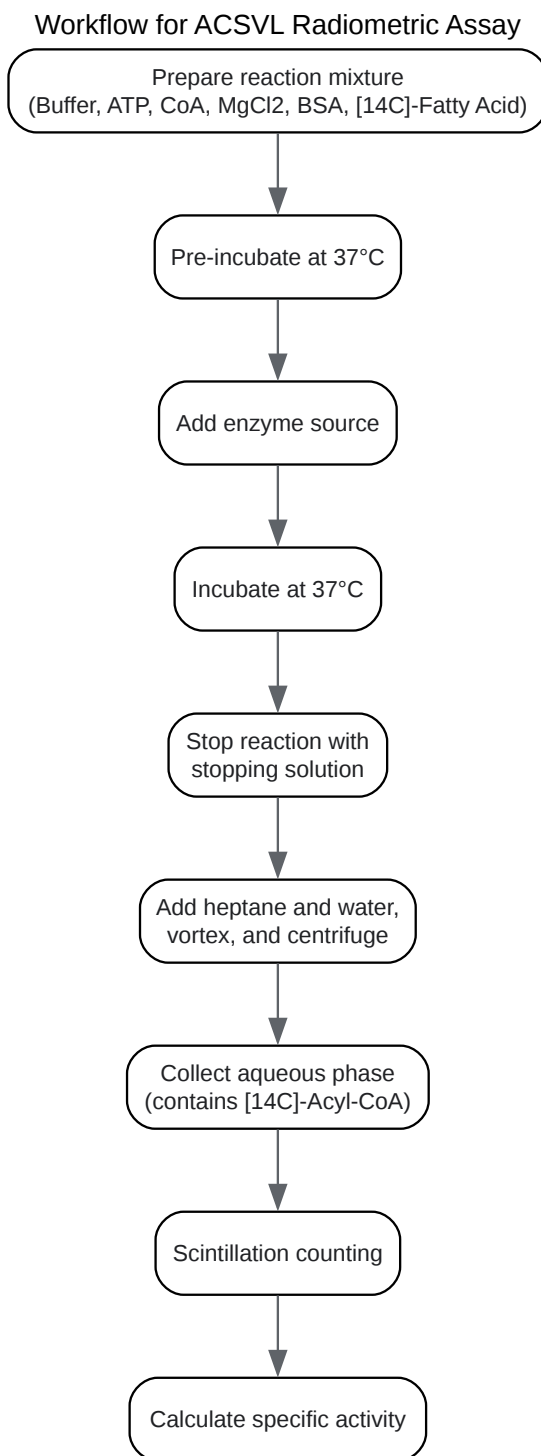 Workflow for ACSVL Radiometric Assay
Prepare reaction mixture
(Buffer, ATP, CoA, MgCl2, BSA, [14C]-Fatty Acid)
Pre-incubate at 37°C
Add enzyme source
Incubate at 37°C
Stop reaction with
stopping solution
Add heptane and water,
vortex, and centrifuge
Collect aqueous phase
(contains [14C]-Acyl-CoA)
Scintillation counting
Calculate specific activity